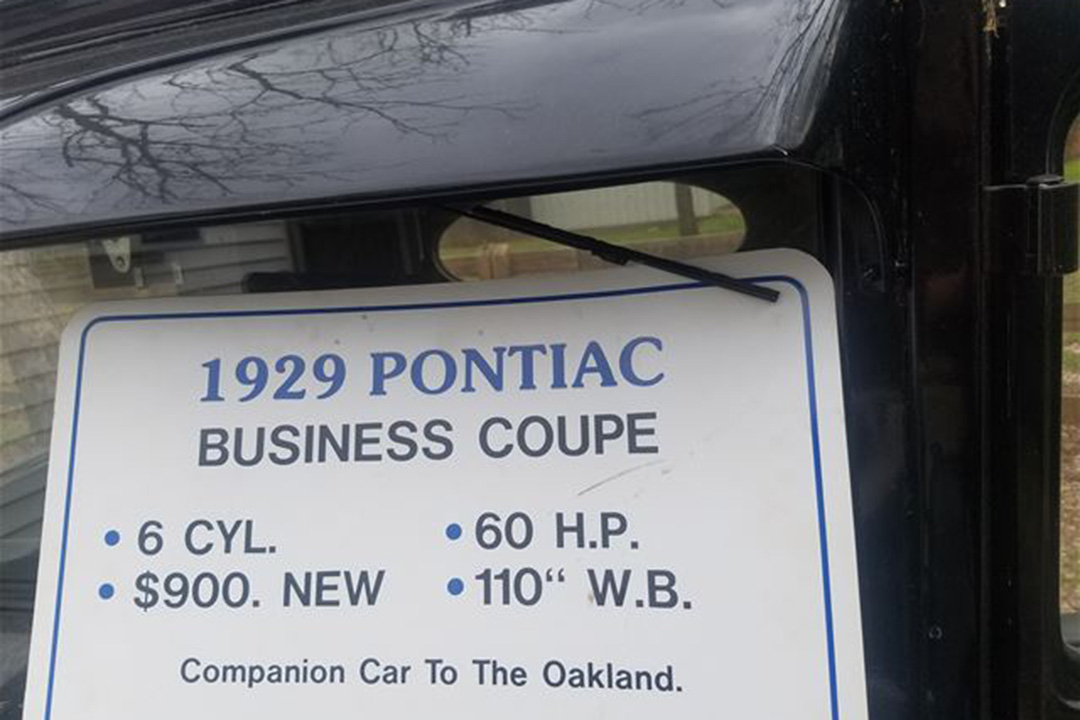 1929 PONTIAC
BUSINESS COUPE
• 6 CYL. • 60 H.P.
• $900. NEW • 110“ W.B.
Companion Car To The Oakland.